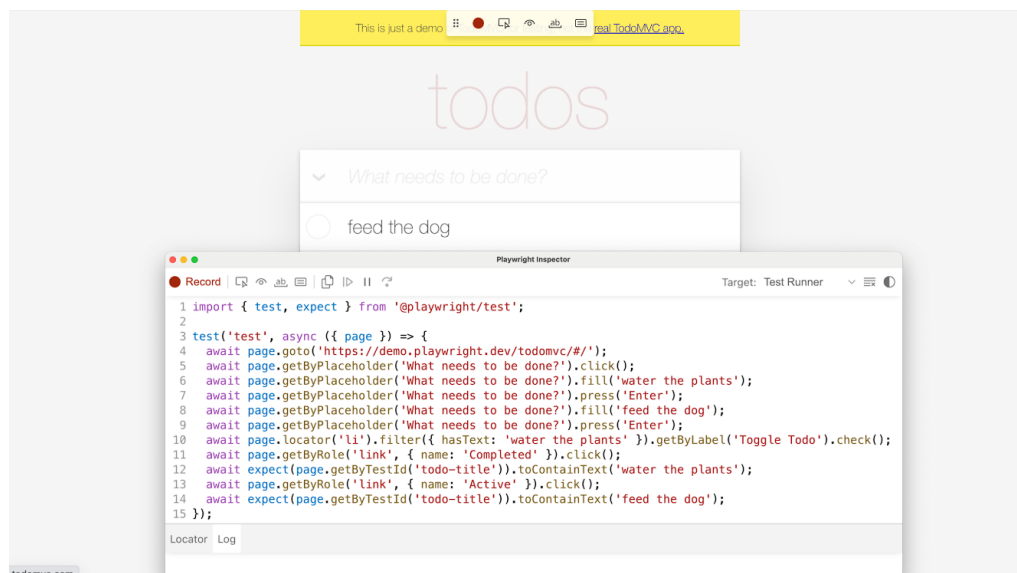 This is just a demo
real TodoMVC app.
todos
What needs to be done?
feed the dog
Playwright Inspector
Record
Target: Test Runner
1 import { test, expect } from '@playwright/test';
2
3 test('test', async ({ page }) => {
4   await page.goto('https://demo.playwright.dev/todomvc/#/');
5   await page.getByPlaceholder('What needs to be done?').click();
6   await page.getByPlaceholder('What needs to be done?').fill('water the plants');
7   await page.getByPlaceholder('What needs to be done?').press('Enter');
8   await page.getByPlaceholder('What needs to be done?').fill('feed the dog');
9   await page.getByPlaceholder('What needs to be done?').press('Enter');
10   await page.locator('li').filter({ hasText: 'water the plants' }).getByLabel('Toggle Todo').check();
11   await page.getByRole('link', { name: 'Completed' }).click();
12   await expect(page.getByTestId('todo-title')).toContainText('water the plants');
13   await page.getByRole('link', { name: 'Active' }).click();
14   await expect(page.getByTestId('todo-title')).toContainText('feed the dog');
15 });
Locator Log